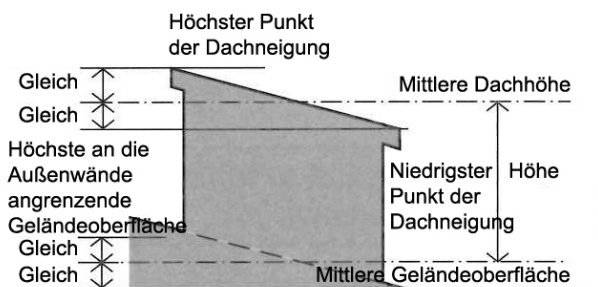 Höchster Punkt
der Dachneigung
Gleich
Mittlere Dachhöhe
Gleich
Höchste an die
Außenwände
angrenzende
Geländeoberfläche
Niedrigster
Punkt der
Dachneigung
Höhe
Gleich
Gleich
Mittlere Geländeoberfläche